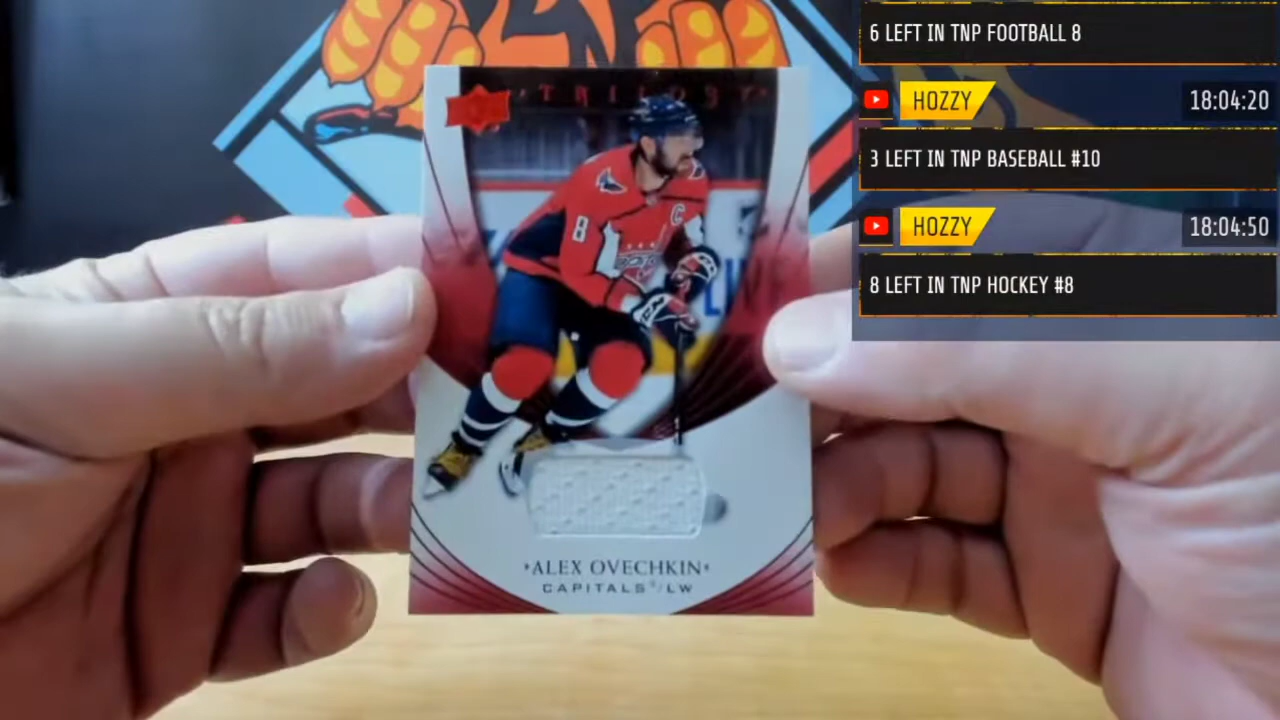 TRILOGY
8
C
ALEX OVECHKIN
CAPITALS®/LW
6 LEFT IN TNP FOOTBALL 8
HOZZY
18:04:20
3 LEFT IN TNP BASEBALL #10
HOZZY
18:04:50
8 LEFT IN TNP HOCKEY #8